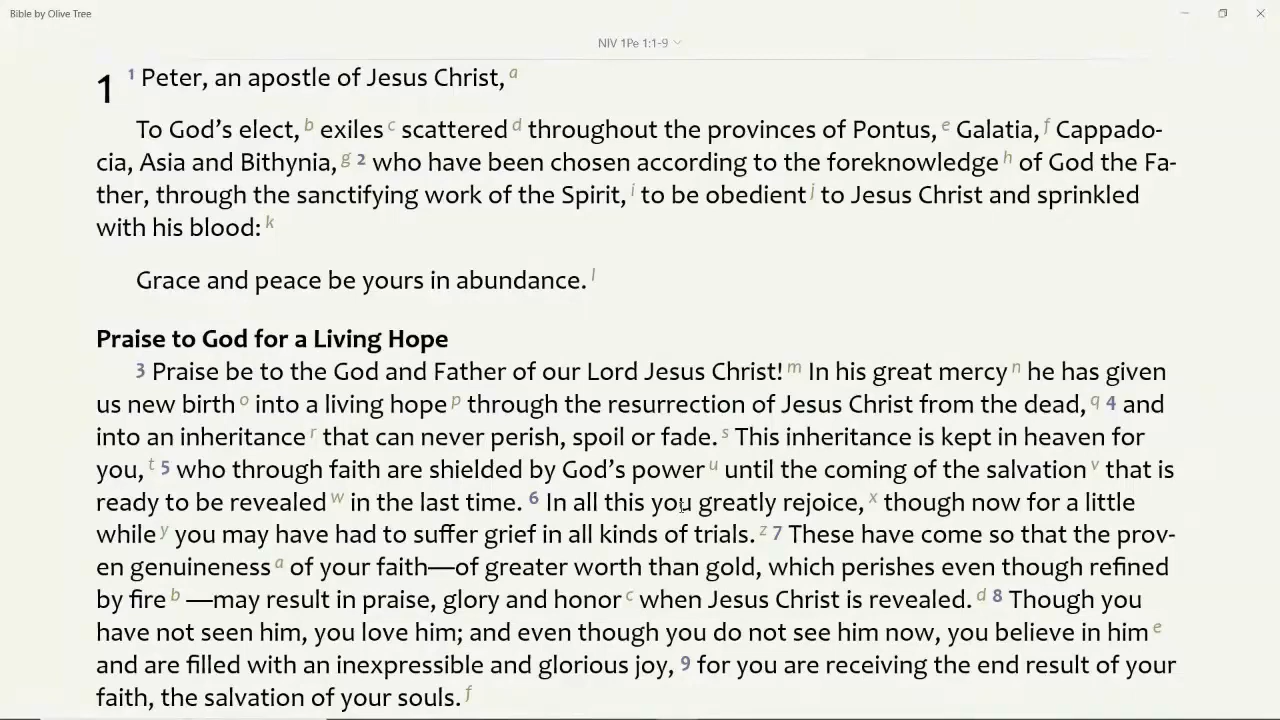 Bible by Olive Tree
NIV 1Pe 1:1-9
1 1 Peter, an apostle of Jesus Christ, a
To God’s elect, b exiles c scattered d throughout the provinces of Pontus, e Galatia, f Cappado-
cia, Asia and Bithynia, g 2 who have been chosen according to the foreknowledge h of God the Fa-
ther, through the sanctifying work of the Spirit, i to be obedient j to Jesus Christ and sprinkled
with his blood: k
Grace and peace be yours in abundance. l
Praise to God for a Living Hope
3 Praise be to the God and Father of our Lord Jesus Christ! m In his great mercy n he has given
us new birth o into a living hope p through the resurrection of Jesus Christ from the dead, q 4 and
into an inheritance r that can never perish, spoil or fade. s This inheritance is kept in heaven for
you, t 5 who through faith are shielded by God’s power u until the coming of the salvation v that is
ready to be revealed w in the last time. 6 In all this you greatly rejoice, x though now for a little
while y you may have had to suffer grief in all kinds of trials. z 7 These have come so that the prov-
en genuineness a of your faith—of greater worth than gold, which perishes even though refined
by fire b —may result in praise, glory and honor c when Jesus Christ is revealed. d 8 Though you
have not seen him, you love him; and even though you do not see him now, you believe in him e
and are filled with an inexpressible and glorious joy, 9 for you are receiving the end result of your
faith, the salvation of your souls. f